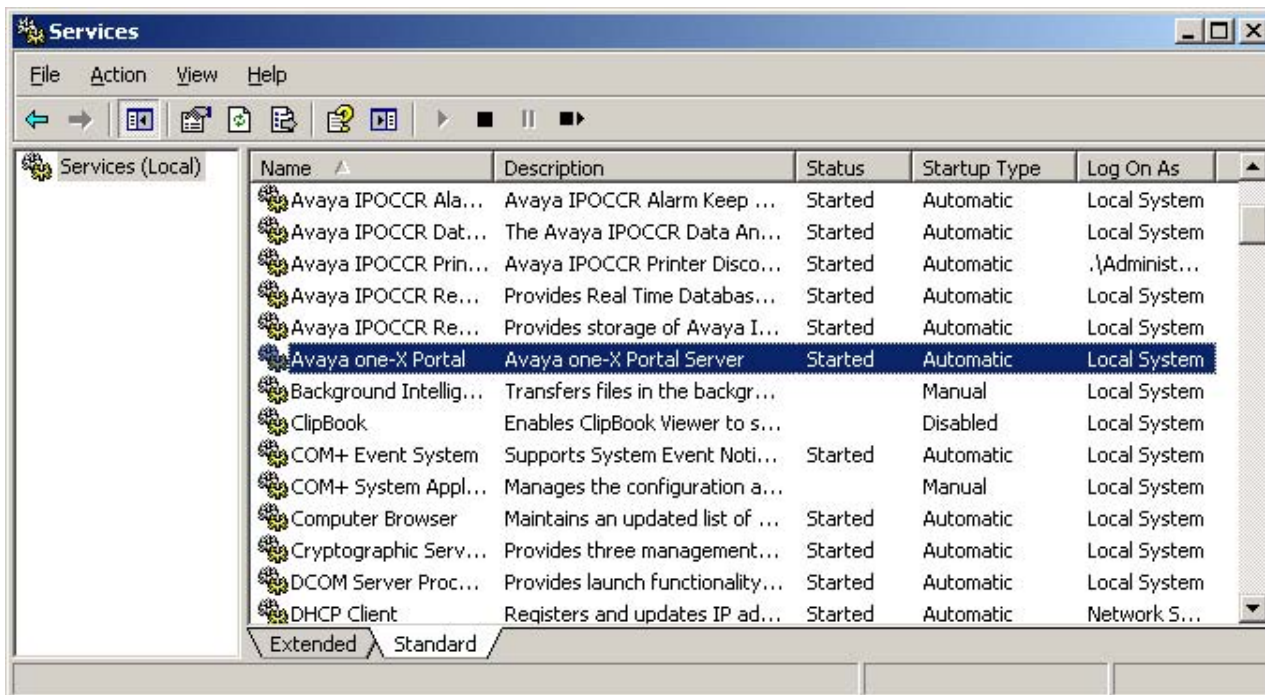 Services
File Action View Help
Services (Local)
Name Description Status Startup Type Log On As
Avaya IPOCCR Ala... Avaya IPOCCR Alarm Keep ... Started Automatic Local System
Avaya IPOCCR Dat... The Avaya IPOCCR Data An... Started Automatic Local System
Avaya IPOCCR Prin... Avaya IPOCCR Printer Disco... Started Automatic .\Administ...
Avaya IPOCCR Re... Provides Real Time Databas... Started Automatic Local System
Avaya IPOCCR Re... Provides storage of Avaya I... Started Automatic Local System
Avaya one-X Portal Avaya one-X Portal Server Started Automatic Local System
Background Intellig... Transfers files in the backgr... Manual Local System
ClipBook Enables ClipBook Viewer to s... Disabled Local System
COM+ Event System Supports System Event Noti... Started Automatic Local System
COM+ System Appl... Manages the configuration a... Manual Local System
Computer Browser Maintains an updated list of ... Started Automatic Local System
Cryptographic Serv... Provides three management... Started Automatic Local System
DCOM Server Proc... Provides launch functionality... Started Automatic Local System
DHCP Client Registers and updates IP ad... Started Automatic Network S...
Extended Standard